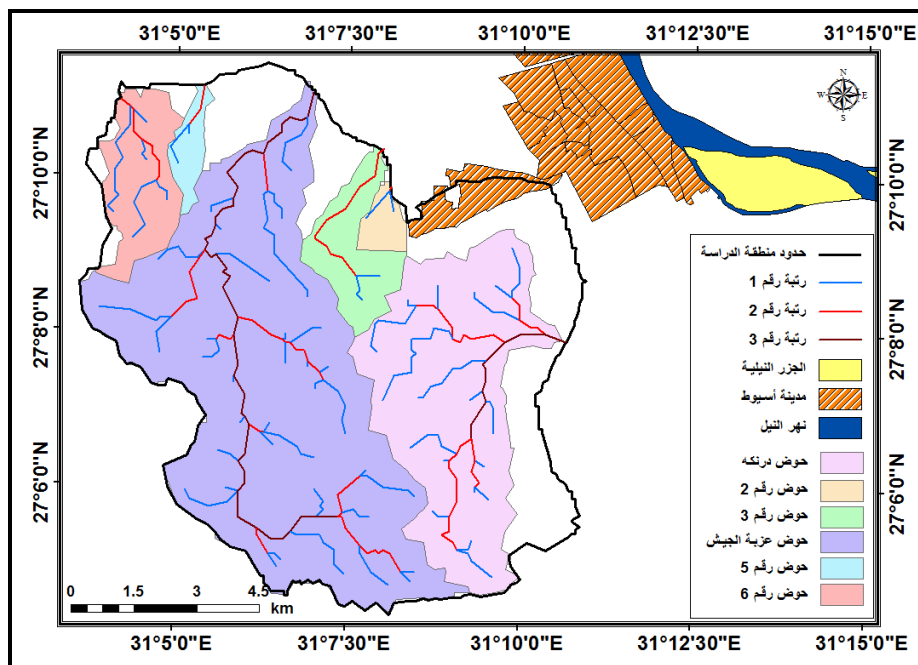 31°5'0"E 31°7'30"E 31°10'0"E 31°12'30"E 31°15'0"E
N
W E
S
27°10'0"N
27°8'0"N
27°6'0"N
27°10'0"N
27°8'0"N
27°6'0"N
حدود منطقة الدراسة
رتبة رقم 1
رتبة رقم 2
رتبة رقم 3
الجزر النيلية
مدينة أسيوط
نهر النيل
حوض درنكه
حوض رقم 2
حوض رقم 3
حوض عزبة الجيش
حوض رقم 5
حوض رقم 6
0 1.5 3 4.5
km
31°5'0"E 31°7'30"E 31°10'0"E 31°12'30"E 31°15'0"E